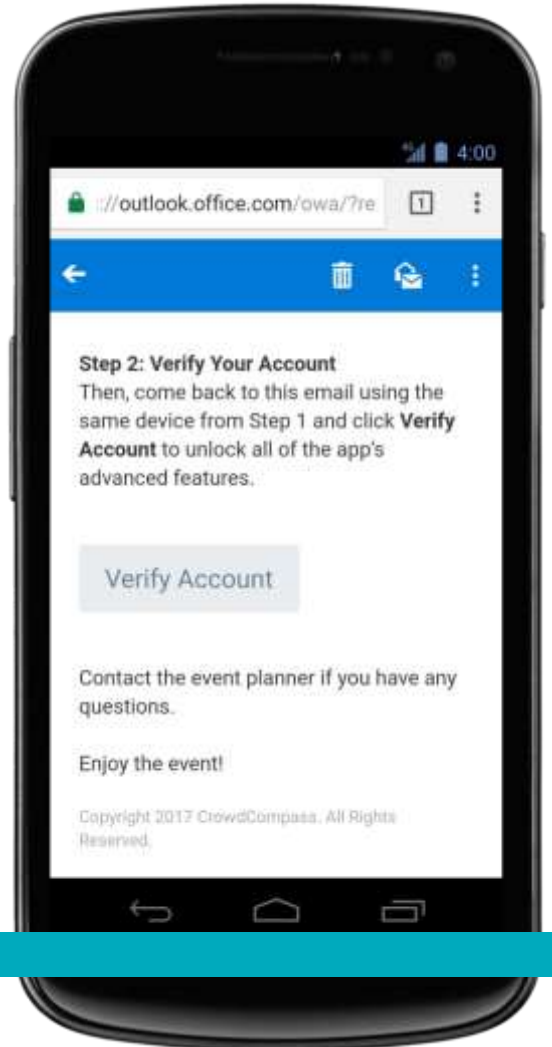 4G 4:00
://outlook.office.com/owa/?re 1
Step 2: Verify Your Account
Then, come back to this email using the
same device from Step 1 and click Verify
Account to unlock all of the app's
advanced features.
Verify Account
Contact the event planner if you have any
questions.
Enjoy the event!
Copyright 2017 CrowdCompass. All Rights
Reserved.